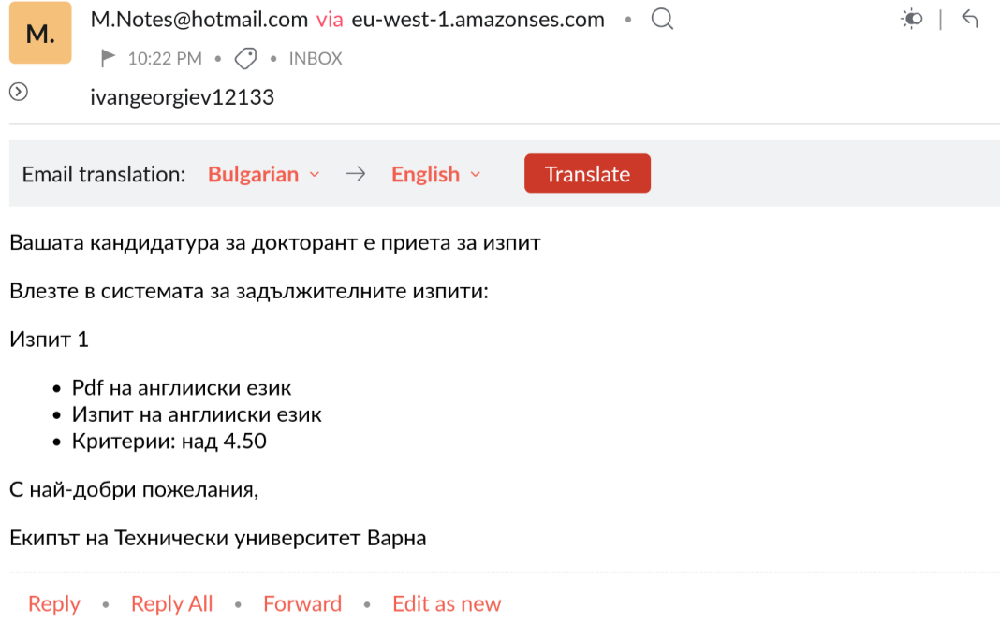 M.
M.Notes@hotmail.com via eu-west-1.amazonses.com
10:22 PM • INBOX
ivangeorgiev12133
Email translation: Bulgarian → English Translate
Вашата кандидатура за докторант е приета за изпит
Влезте в системата за задължителните изпити:
Изпит 1
• Pdf на англииски език
• Изпит на англииски език
• Критерии: над 4.50
С най-добри пожелания,
Екипът на Технически университет Варна
Reply • Reply All • Forward • Edit as new